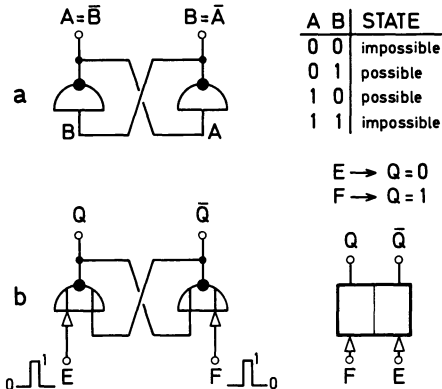 A=B̄ B=Ā
a
B A
A B STATE
0 0 impossible
0 1 possible
1 0 possible
1 1 impossible
E → Q=0
F → Q=1
Q Q̄
b
0 1 E F 1 0
Q Q̄
F E